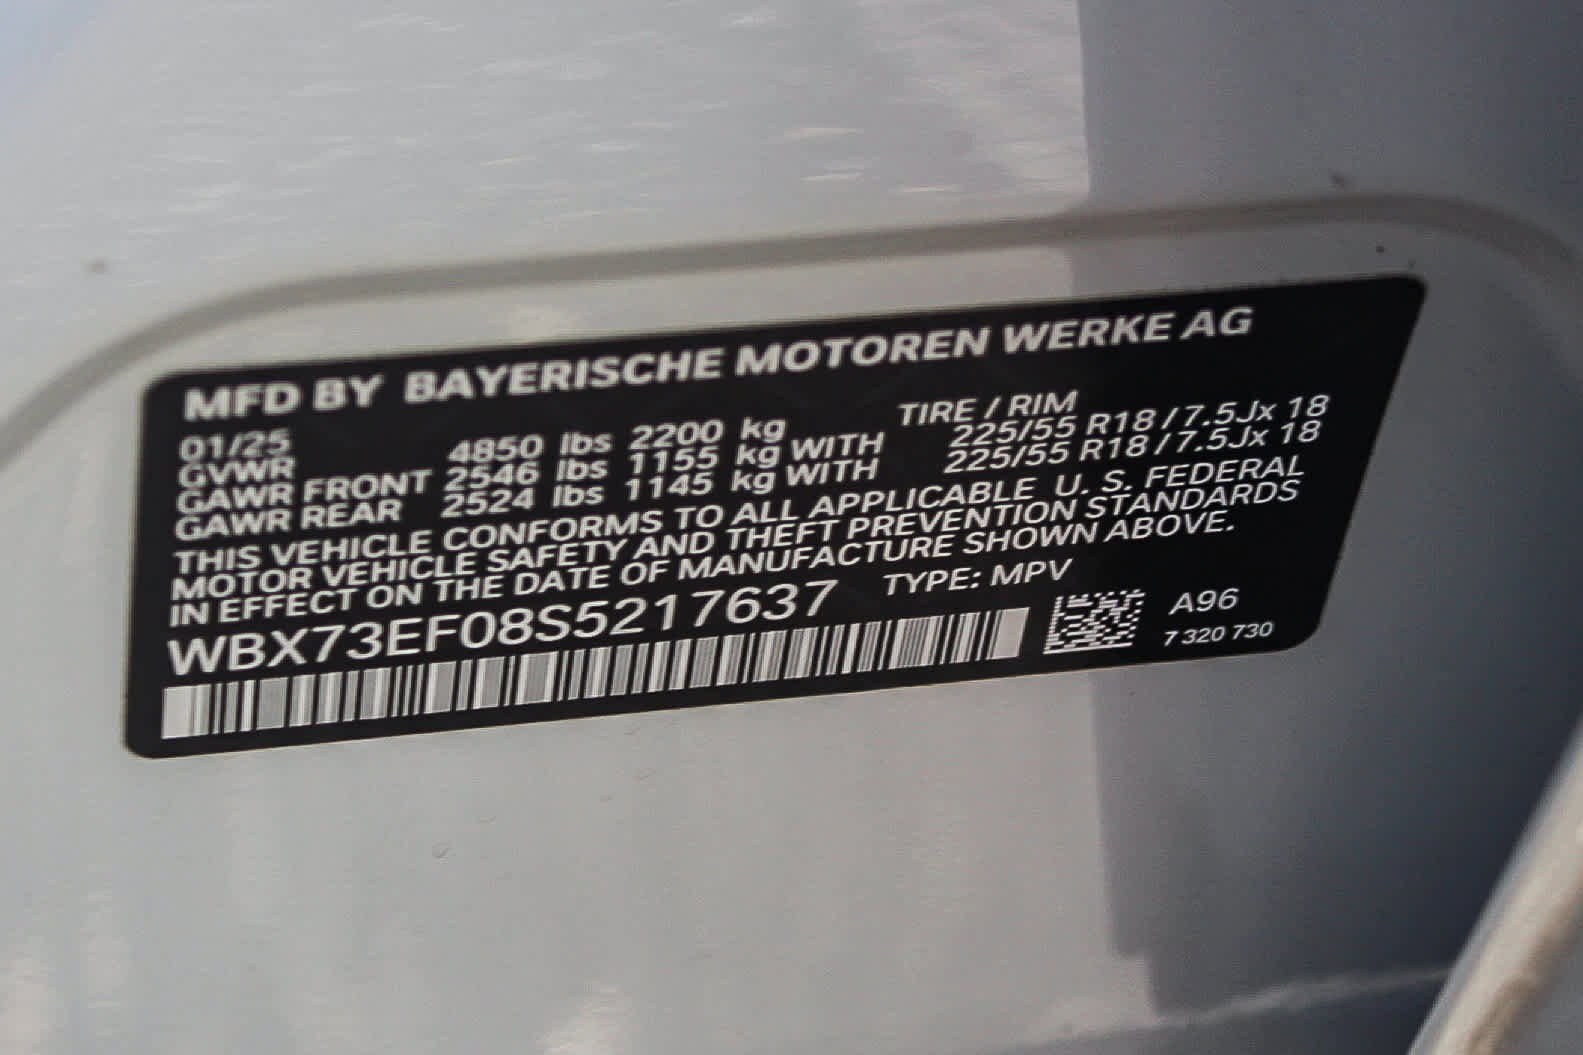 MFD BY BAYERISCHE MOTOREN WERKE AG
01/25 TIRE / RIM
GVWR 4850 lbs 2200 kg
GAWR FRONT 2546 lbs 1155 kg WITH 225/55 R18 / 7.5Jx 18
GAWR REAR 2524 lbs 1145 kg WITH 225/55 R18 / 7.5Jx 18
THIS VEHICLE CONFORMS TO ALL APPLICABLE U. S. FEDERAL
MOTOR VEHICLE SAFETY AND THEFT PREVENTION STANDARDS
IN EFFECT ON THE DATE OF MANUFACTURE SHOWN ABOVE.
WBX73EF08S5217637 TYPE: MPV
A96
7 320 730